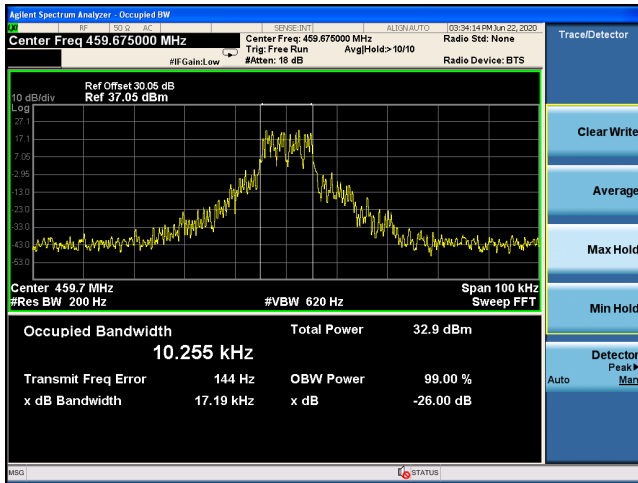 Agilent Spectrum Analyzer - Occupied BW
RF 50 Ω AC SENSE:INT ALIGN AUTO 03:34:14 PM Jun 22, 2020
Center Freq 459.675000 MHz
Center Freq: 459.675000 MHz
Radio Std: None
Trig: Free Run Avg|Hold:>10/10
#IFGain:Low #Atten: 18 dB Radio Device: BTS
Ref Offset 30.05 dB
10 dB/div Ref 37.05 dBm
Log
27.1
17.1
7.05
-2.95
-13.0
-23.0
-33.0
-43.0
-53.0
Center 459.7 MHz Span 100 kHz
#Res BW 200 Hz #VBW 620 Hz Sweep FFT
Occupied Bandwidth Total Power 32.9 dBm
10.255 kHz
Transmit Freq Error 144 Hz OBW Power 99.00 %
x dB Bandwidth 17.19 kHz x dB -26.00 dB
MSG STATUS
Trace/Detector
Clear Write
Average
Max Hold
Min Hold
Detector
Peak▶
Auto Man